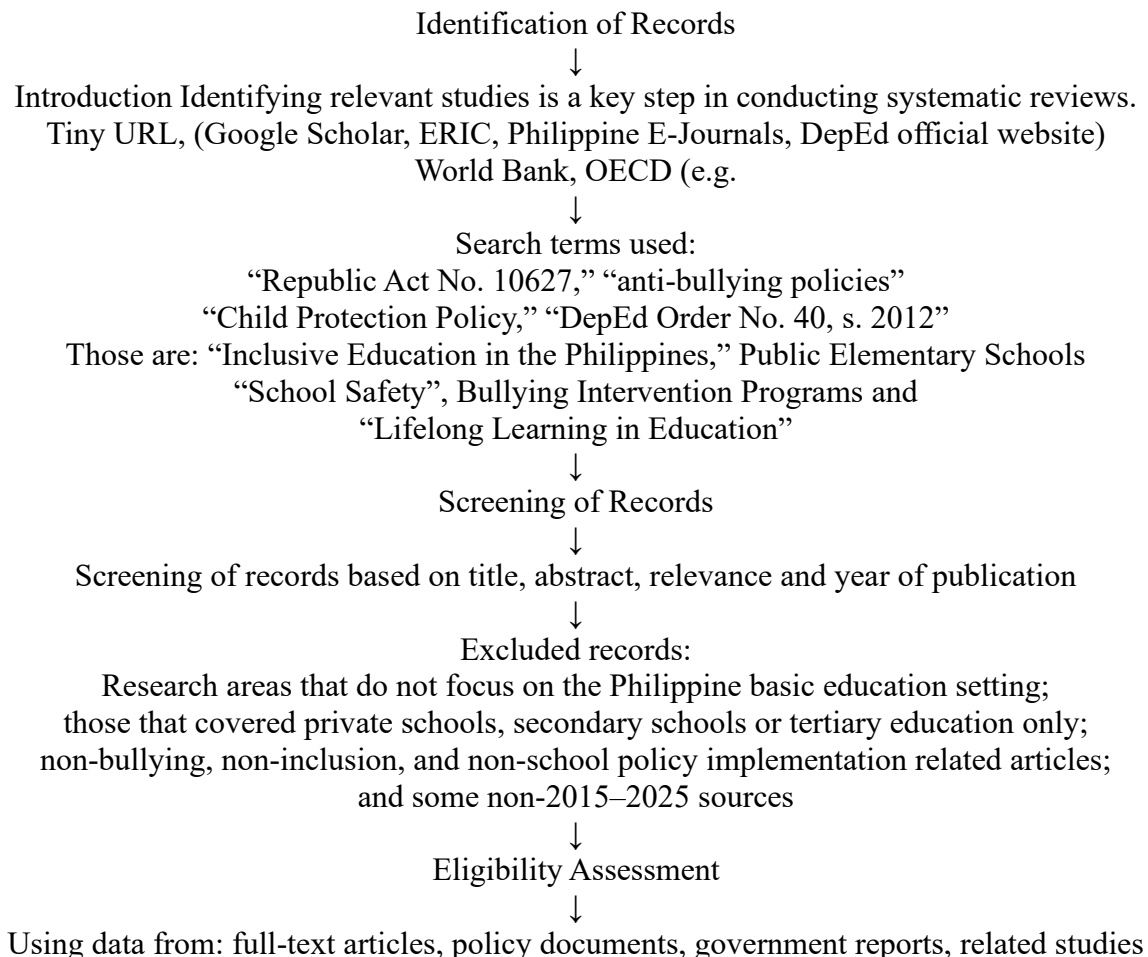 Identification of Records
↓
Introduction Identifying relevant studies is a key step in conducting systematic reviews.
Tiny URL, (Google Scholar, ERIC, Philippine E-Journals, DepEd official website)
World Bank, OECD (e.g.
↓
Search terms used:
“Republic Act No. 10627,” “anti-bullying policies”
“Child Protection Policy,” “DepEd Order No. 40, s. 2012”
Those are: “Inclusive Education in the Philippines,” Public Elementary Schools
“School Safety”, Bullying Intervention Programs and
“Lifelong Learning in Education”
↓
Screening of Records
↓
Screening of records based on title, abstract, relevance and year of publication
↓
Excluded records:
Research areas that do not focus on the Philippine basic education setting;
those that covered private schools, secondary schools or tertiary education only;
non-bullying, non-inclusion, and non-school policy implementation related articles;
and some non-2015–2025 sources
↓
Eligibility Assessment
↓
Using data from: full-text articles, policy documents, government reports, related studies